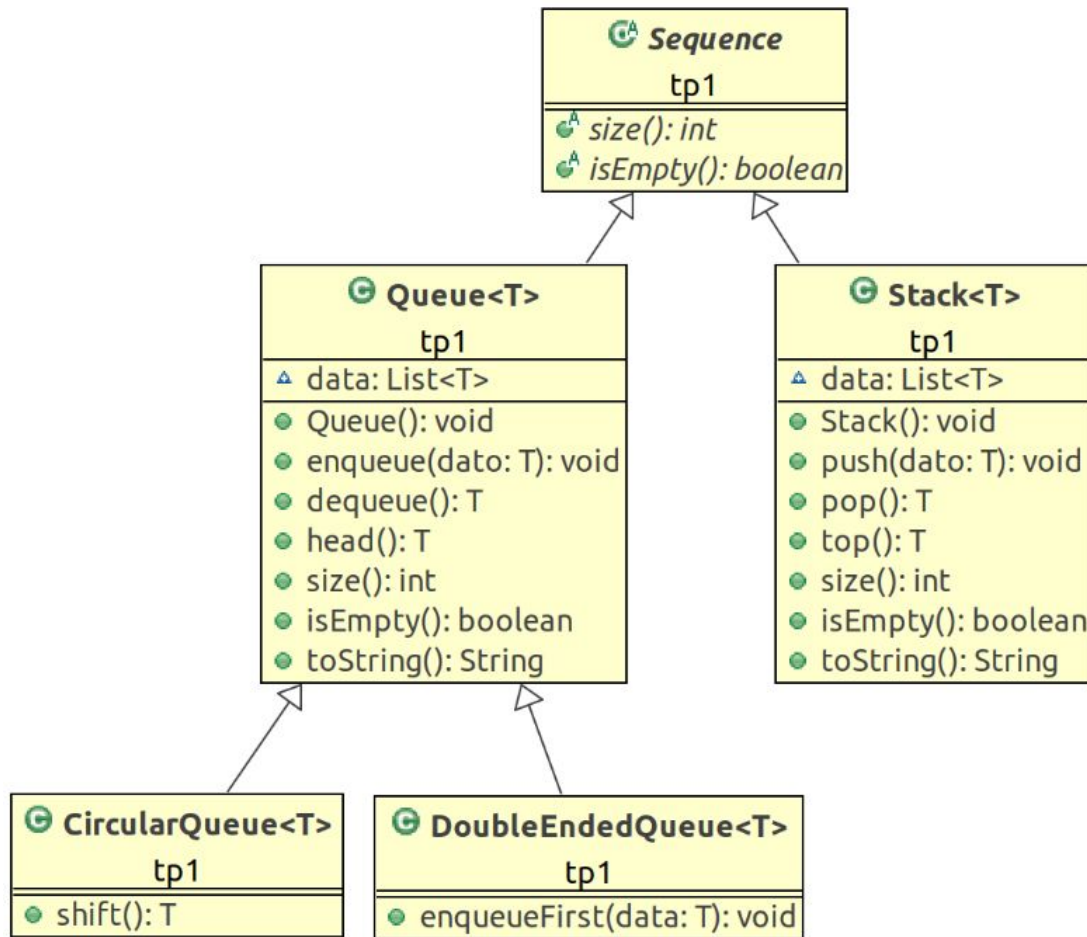 Sequence
tp1
size(): int
isEmpty(): boolean
Queue<T>
tp1
data: List<T>
Queue(): void
enqueue(dato: T): void
dequeue(): T
head(): T
size(): int
isEmpty(): boolean
toString(): String
Stack<T>
tp1
data: List<T>
Stack(): void
push(dato: T): void
pop(): T
top(): T
size(): int
isEmpty(): boolean
toString(): String
CircularQueue<T>
tp1
shift(): T
DoubleEndedQueue<T>
tp1
enqueueFirst(data: T): void